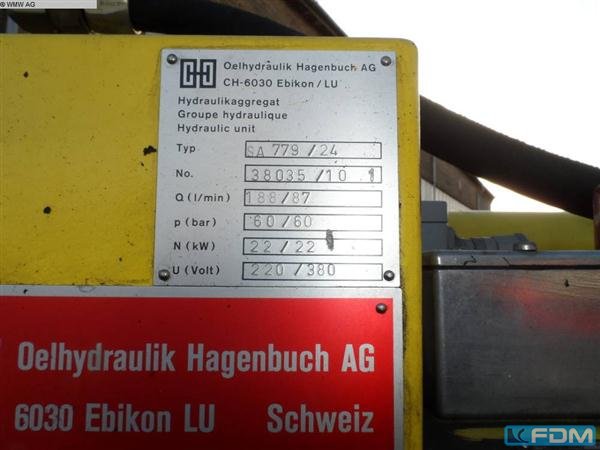 © WMW AG
Oelhydraulik Hagenbuch AG
CH-6030 Ebikon/LU
Hydraulikaggregat
Groupe hydraulique
Hydraulic unit
Typ SA 779/24
No. 38035/10 1
Q (l/min) 188/87
p (bar) 60/60
N (kW) 22/22
U (Volt) 220/380
Oelhydraulik Hagenbuch AG
6030 Ebikon LU Schweiz
FDM